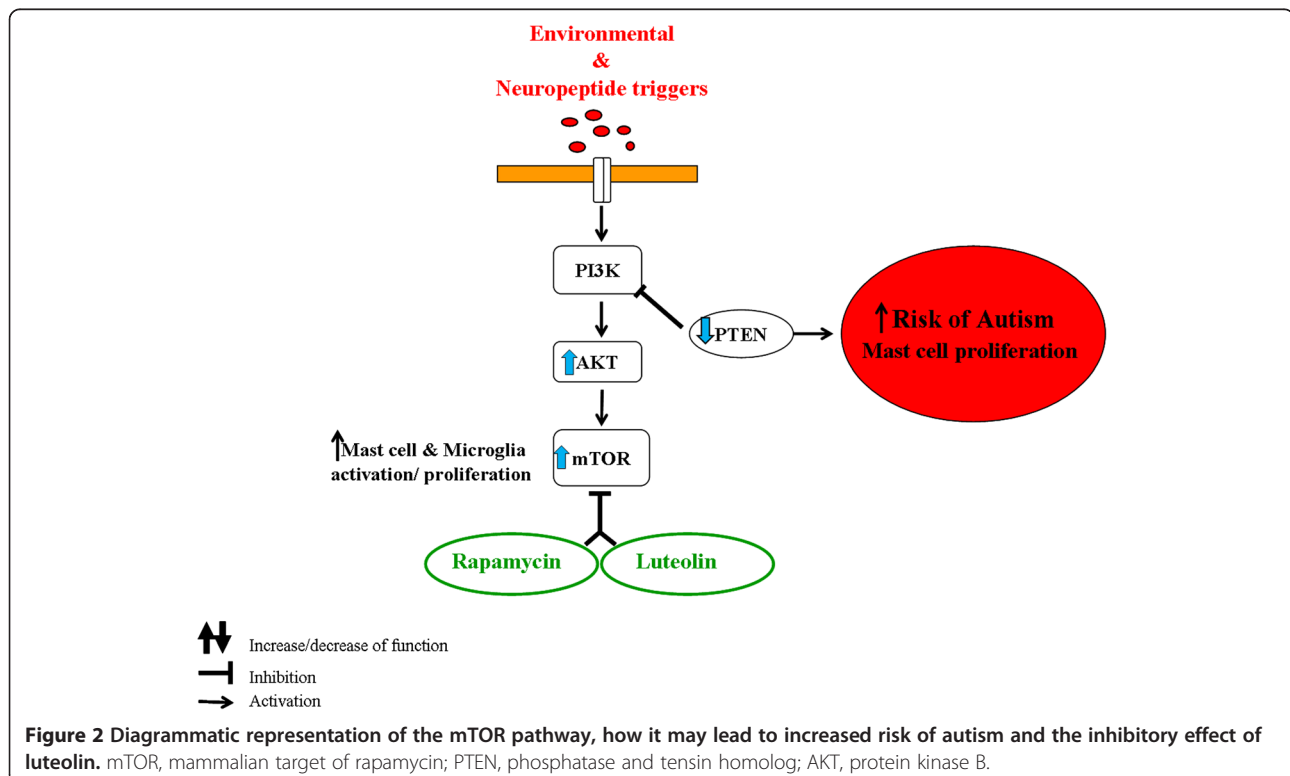 Environmental
&
Neuropeptide triggers
PI3K
PTEN
↑Risk of Autism
Mast cell proliferation
AKT
↑Mast cell & Microglia
activation/ proliferation
mTOR
Rapamycin
Luteolin
Increase/decrease of function
Inhibition
Activation
Figure 2 Diagrammatic representation of the mTOR pathway, how it may lead to increased risk of autism and the inhibitory effect of
luteolin. mTOR, mammalian target of rapamycin; PTEN, phosphatase and tensin homolog; AKT, protein kinase B.